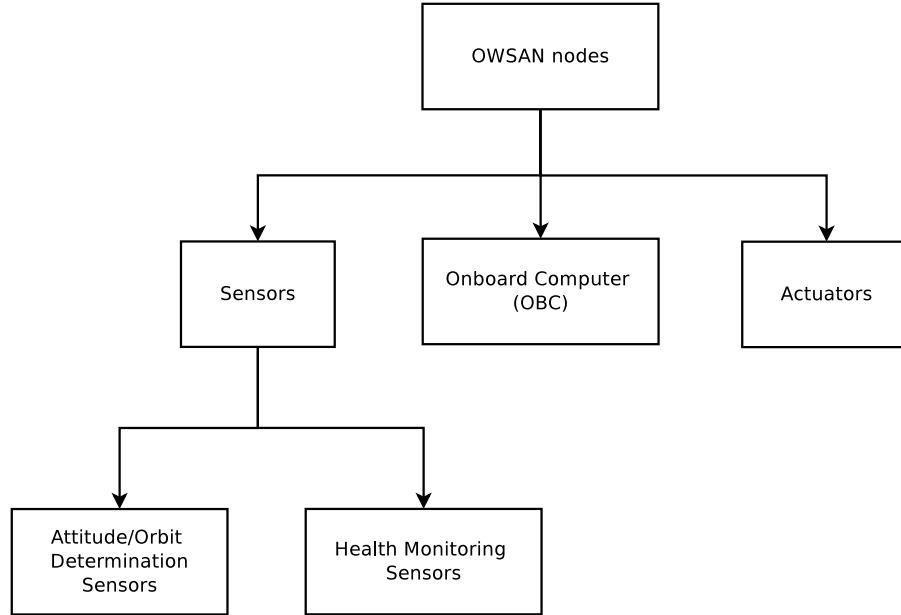 OWSAN nodes
Sensors
Onboard Computer
(OBC)
Actuators
Attitude/Orbit
Determination
Sensors
Health Monitoring
Sensors